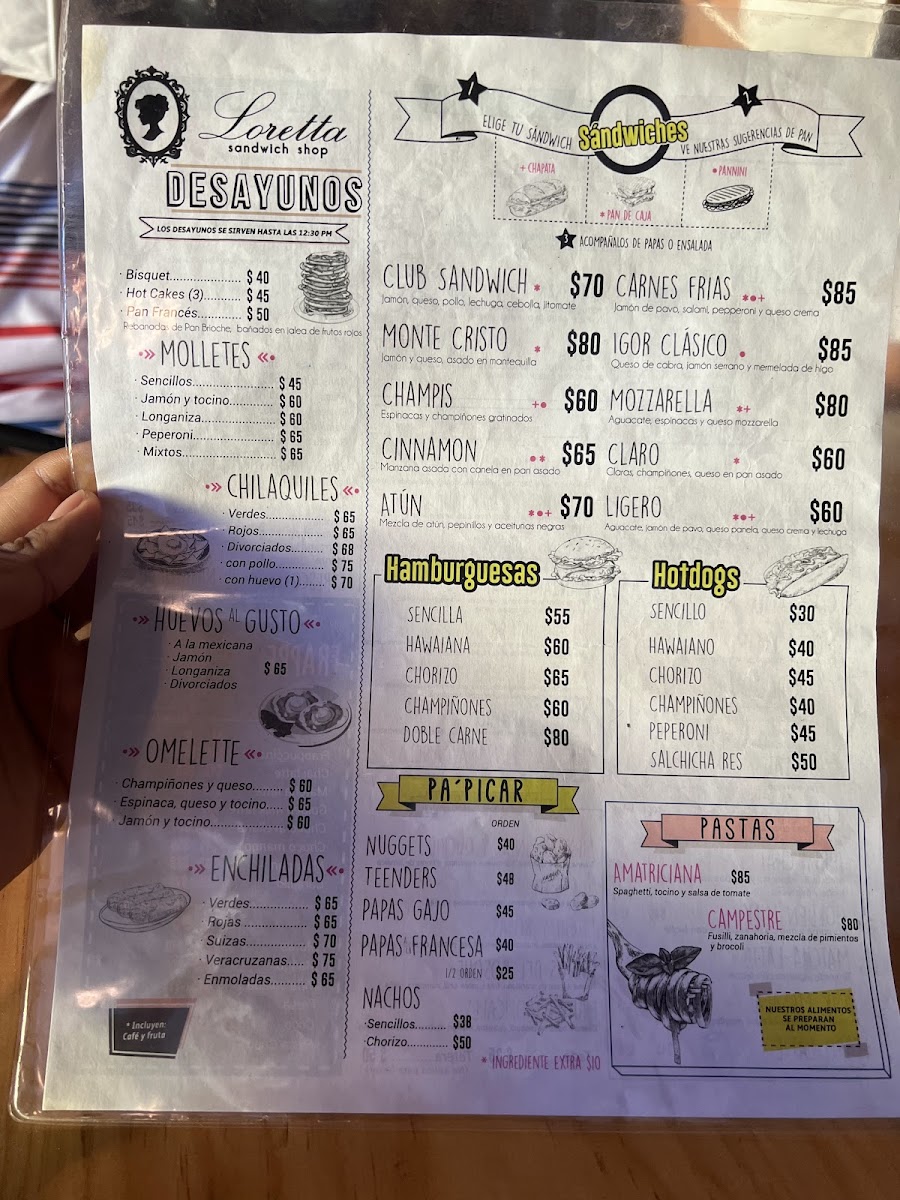 Loretta
sandwich shop
DESAYUNOS
LOS DESAYUNOS SE SIRVEN HASTA LAS 12:30 PM
· Bisquet...................... $ 40
· Hot Cakes (3).......... $ 45
· Pan Francés............ $ 50
Rebanadas de Pan Brioche, bañados en jalea de frutos rojos
MOLLETES
· Sencillos........................ $ 45
· Jamón y tocino............. $ 60
· Longaniza..................... $ 60
· Peperoni........................ $ 65
· Mixtos............................ $ 65
CHILAQUILES
· Verdes................. $ 65
· Rojos................... $ 65
· Divorciados......... $ 68
· con pollo.............. $ 75
· con huevo (1)....... $ 70
HUEVOS AL GUSTO
· A la mexicana
· Jamón
· Longaniza $ 65
· Divorciados
OMELETTE
· Champiñones y queso......... $ 60
· Espinaca, queso y tocino..... $ 65
· Jamón y tocino...................... $ 60
ENCHILADAS
· Verdes................. $ 65
· Rojas ................... $ 65
· Suizas.................. $ 70
· Veracruzanas..... $ 75
· Enmoladas.......... $ 65
* Incluyen:
Café y fruta
1 2
ELIGE TU SÁNDWICH Sándwiches VE NUESTRAS SUGERENCIAS DE PAN
+ CHAPATA
* PAN DE CAJA
• PANNINI
3 ACOMPÁÑALOS DE PAPAS O ENSALADA
CLUB SANDWICH * $70
Jamón, queso, pollo, lechuga, cebolla, jitomate
MONTE CRISTO * $80
Jamón y queso, asado en mantequilla
CHAMPIS +• $60
Espinacas y champiñones gratinados
CINNAMON •* $65
Manzana asada con canela en pan asado
ATÚN *•+ $70
Mezcla de atún, pepinillos y aceitunas negras
CARNES FRIAS *•+ $85
Jamón de pavo, salami, pepperoni y queso crema
IGOR CLÁSICO • $85
Queso de cabra, jamón serrano y mermelada de higo
MOZZARELLA *+ $80
Aguacate, espinacas y queso mozzarella
CLARO * $60
Claras, champiñones, queso en pan asado
LIGERO *•+ $60
Aguacate, jamón de pavo, queso panela, queso crema y lechuga
Hamburguesas
SENCILLA $55
HAWAIANA $60
CHORIZO $65
CHAMPIÑONES $60
DOBLE CARNE $80
Hotdogs
SENCILLO $30
HAWAIANO $40
CHORIZO $45
CHAMPIÑONES $40
PEPERONI $45
SALCHICHA RES $50
PA´PICAR
ORDEN
NUGGETS $40
TEENDERS $48
PAPAS GAJO $45
PAPAS A FRANCESA $40
1/2 ORDEN $25
NACHOS
·Sencillos.......... $38
·Chorizo............. $50
* INGREDIENTE EXTRA $10
PASTAS
AMATRICIANA $85
Spaghetti, tocino y salsa de tomate
CAMPESTRE $80
Fusilli, zanahoria, mezcla de pimientos
y brocoli
NUESTROS ALIMENTOS
SE PREPARAN
AL MOMENTO